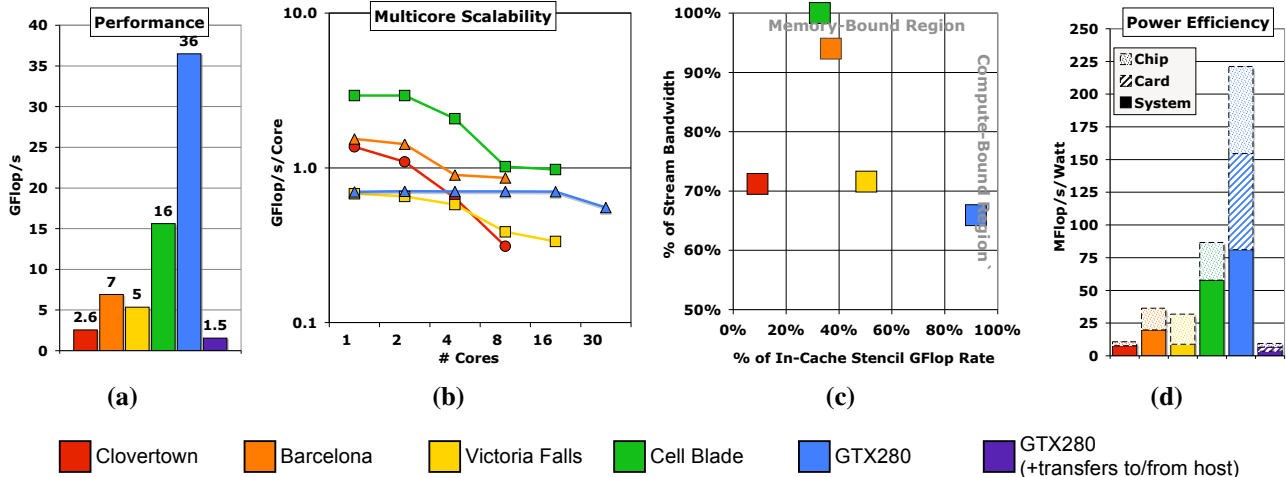 Performance
GFlop/s
40
35
30
25
20
15
10
5
0
2.6
7
5
16
36
1.5
(a)
Multicore Scalability
GFlop/s/Core
10.0
1.0
0.1
1 2 4 8 16 30
# Cores
(b)
% of Stream Bandwidth
100%
90%
80%
70%
60%
50%
Memory-Bound Region
Compute-Bound Region`
0% 20% 40% 60% 80% 100%
% of In-Cache Stencil GFlop Rate
(c)
Power Efficiency
MFlop/s/Watt
250
225
200
175
150
125
100
75
50
25
0
Chip
Card
System
(d)
Clovertown
Barcelona
Victoria Falls
Cell Blade
GTX280
GTX280
(+transfers to/from host)